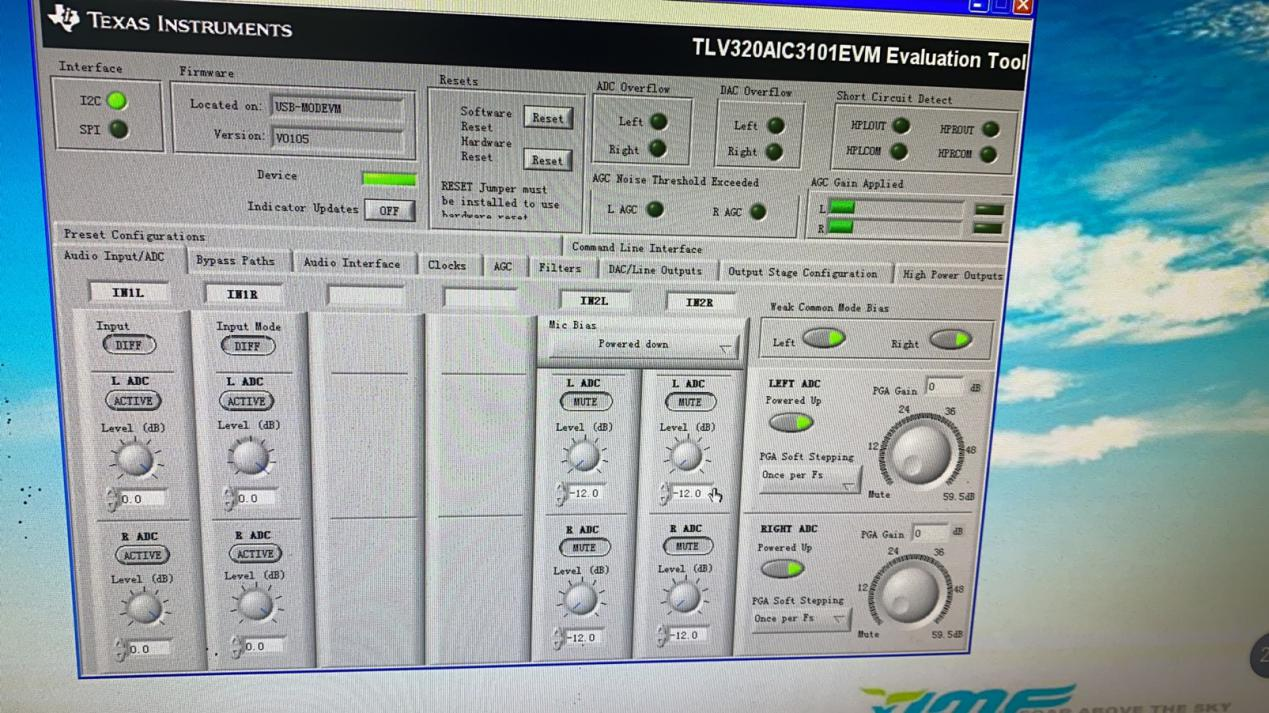 TEXAS INSTRUMENTS
TLV320AIC3101EVM Evaluation Tool
Interface
I2C
SPI
Firmware
Located on: USB-MODEVM
Version: V0105
Device
Indicator Updates OFF
Resets
Software Reset Reset
Hardware Reset Reset
RESET Jumper must
be installed to use
hardware reset
ADC Overflow
Left
Right
DAC Overflow
Left
Right
Short Circuit Detect
HPLOUT HPROUT
HPLCOM HPRCOM
AGC Noise Threshold Exceeded
L AGC R AGC
AGC Gain Applied
L
R
Preset Configurations Command Line Interface
Audio Input/ADC Bypass Paths Audio Interface Clocks AGC Filters DAC/Line Outputs Output Stage Configuration High Power Outputs
IN1L IN1R IN2L IN2R
Input
DIFF
L ADC
ACTIVE
Level (dB)
0.0
R ADC
ACTIVE
Level (dB)
0.0
Input Mode
DIFF
L ADC
ACTIVE
Level (dB)
0.0
R ADC
ACTIVE
Level (dB)
0.0
Mic Bias
Powered down
L ADC
MUTE
Level (dB)
-12.0
R ADC
MUTE
Level (dB)
-12.0
L ADC
MUTE
Level (dB)
-12.0
R ADC
MUTE
Level (dB)
-12.0
Weak Common Mode Bias
Left Right
LEFT ADC
Powered Up
PGA Soft Stepping
Once per Fs
PGA Gain 0 dB
24 36
12 48
Mute 59.5dB
RIGHT ADC
Powered Up
PGA Soft Stepping
Once per Fs
PGA Gain 0 dB
24 36
12 48
Mute 59.5dB
ABOVE THE SKY